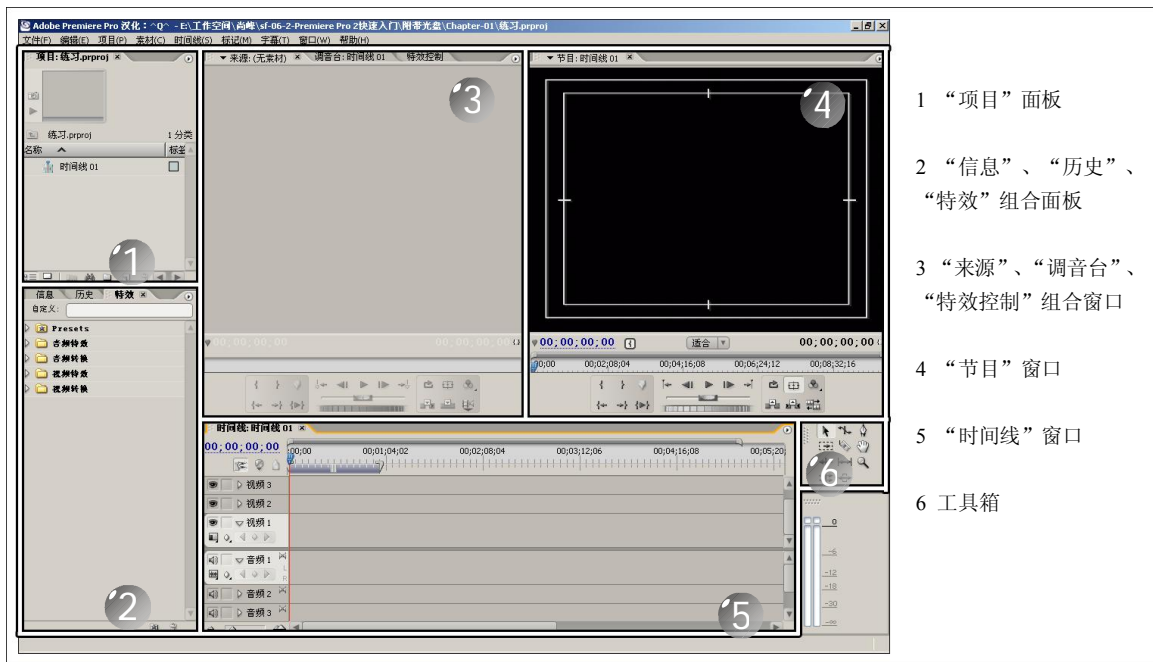 Adobe Premiere Pro 汉化：^Q^ - E:\工作空间\尚峰\sf-06-2-Premiere Pro 2快速入门\附带光盘\Chapter-01\练习.prproj
文件(F) 编辑(E) 项目(P) 素材(C) 时间线(S) 标记(M) 字幕(T) 窗口(W) 帮助(H)
项目: 练习.prproj
练习.prproj 1 分类
名称 标签
时间线 01
1
信息 历史 特效
自定义:
Presets
音频特效
音频转换
视频特效
视频转换
2
来源: (无素材) 调音台: 时间线 01 特效控制
3
00;00;00;00 00;00;00;00
节目: 时间线 01
4
00;00;00;00 适合 00;00;00;00
00;00 00;02;08;04 00;04;16;08 00;06;24;12 00;08;32;16
时间线: 时间线 01
00;00;00;00 ;00;00 00;01;04;02 00;02;08;04 00;03;12;06 00;04;16;08 00;05;20;
视频 3
视频 2
视频 1
音频 1
L
R
音频 2
音频 3
5
6
0
-6
-12
-18
-30
-∞
1 “项目”面板
2 “信息”、“历史”、
“特效”组合面板
3 “来源”、“调音台”、
“特效控制”组合窗口
4 “节目”窗口
5 “时间线”窗口
6 工具箱